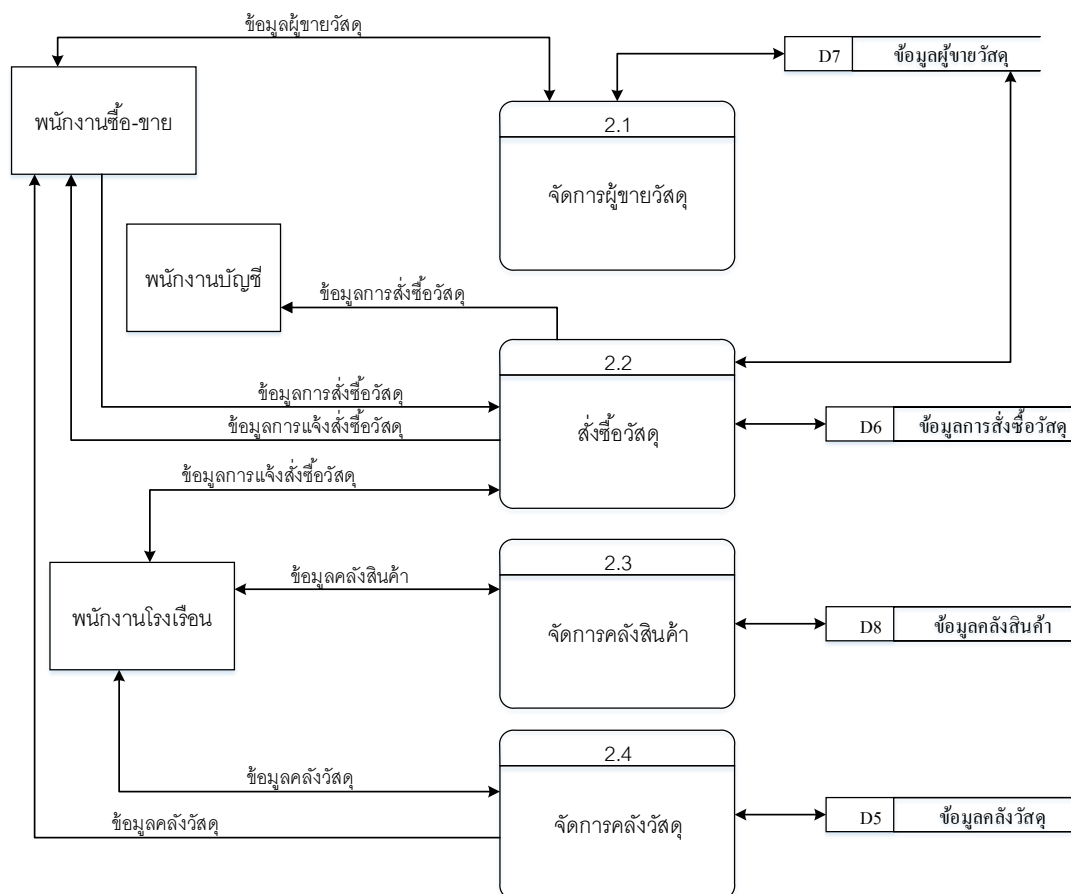 ข้อมูลผู้ขายวัสดุ
D7 ข้อมูลผู้ขายวัสดุ
พนักงานซื้อ-ขาย
2.1
จัดการผู้ขายวัสดุ
พนักงานบัญชี
ข้อมูลการสั่งซื้อวัสดุ
2.2
ข้อมูลการสั่งซื้อวัสดุ
ข้อมูลการแจ้งสั่งซื้อวัสดุ
สั่งซื้อวัสดุ
D6 ข้อมูลการสั่งซื้อวัสดุ
ข้อมูลการแจ้งสั่งซื้อวัสดุ
2.3
ข้อมูลคลังสินค้า
พนักงานโรงเรือน
จัดการคลังสินค้า
D8 ข้อมูลคลังสินค้า
2.4
ข้อมูลคลังวัสดุ
ข้อมูลคลังวัสดุ
จัดการคลังวัสดุ
D5 ข้อมูลคลังวัสดุ